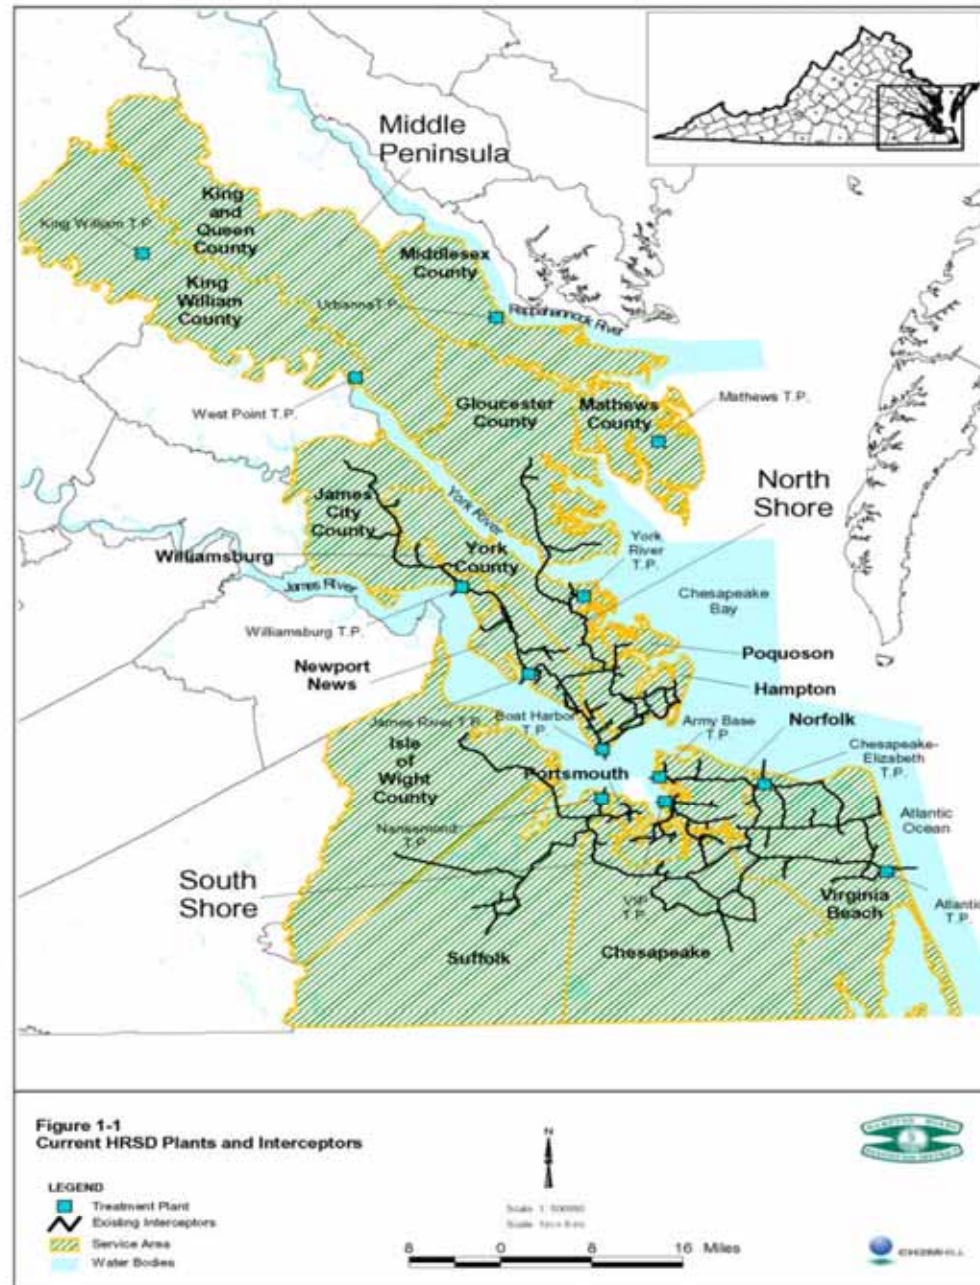 Middle
Peninsula
King
and
Queen
County
King William T.P.
Middlesex
County
King
William
County
Urbanna T.P.
Rappahannock River
West Point T.P.
Gloucester
County
Mathews
County
Mathews T.P.
North
Shore
James
City
County
York River
York
River
T.P.
Williamsburg
York
County
James River
Chesapeake
Bay
Williamsburg T.P.
Poquoson
Newport
News
Hampton
James River T.P.
Boat Harbor
T.P.
Army Base
T.P.
Norfolk
Isle
of
Wight
County
Portsmouth
Chesapeake-
Elizabeth
T.P.
Nansemond
T.P.
Atlantic
Ocean
South
Shore
VIP
T.P.
Virginia
Beach
Atlantic
T.P.
Suffolk
Chesapeake
Figure 1-1
Current HRSD Plants and Interceptors
N
LEGEND
Treatment Plant
Existing Interceptors
Service Area
Water Bodies
8 0 8 16 Miles
CH2MHILL